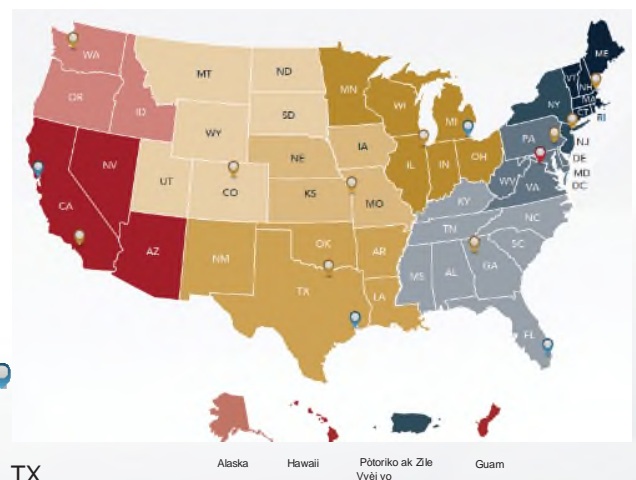 WA
MT
ND
MN
ME
VT
NH
OR
ID
SD
WI
MI
NY
MA
CT
RI
WY
IA
PA
NJ
NV
UT
CO
NE
IL
IN
OH
DE
MD
DC
CA
KS
MO
WV
VA
KY
AZ
NM
OK
AR
TN
NC
SC
TX
LA
MS
AL
GA
FL
Alaska
Hawaii
Pòtoriko ak Zile
Vyèj yo
Guam
TX